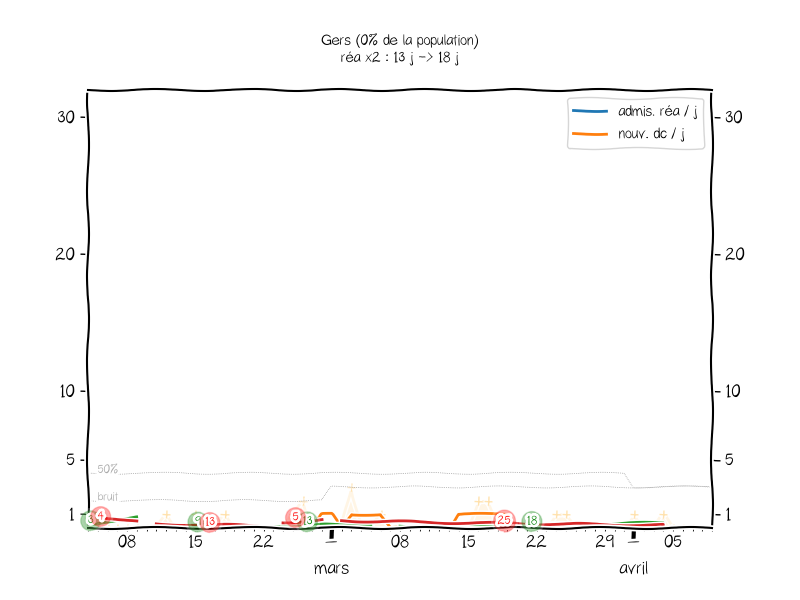 Gers (0% de la population)
réa x2 : 13 j -> 18 j
admis. réa / j
nouv. dc / j
30 30
20 20
10 10
5 5
50%
bruit
1 1
3 4 13 5 13 25 18
08 15 22 08 15 22 29 05
mars avril